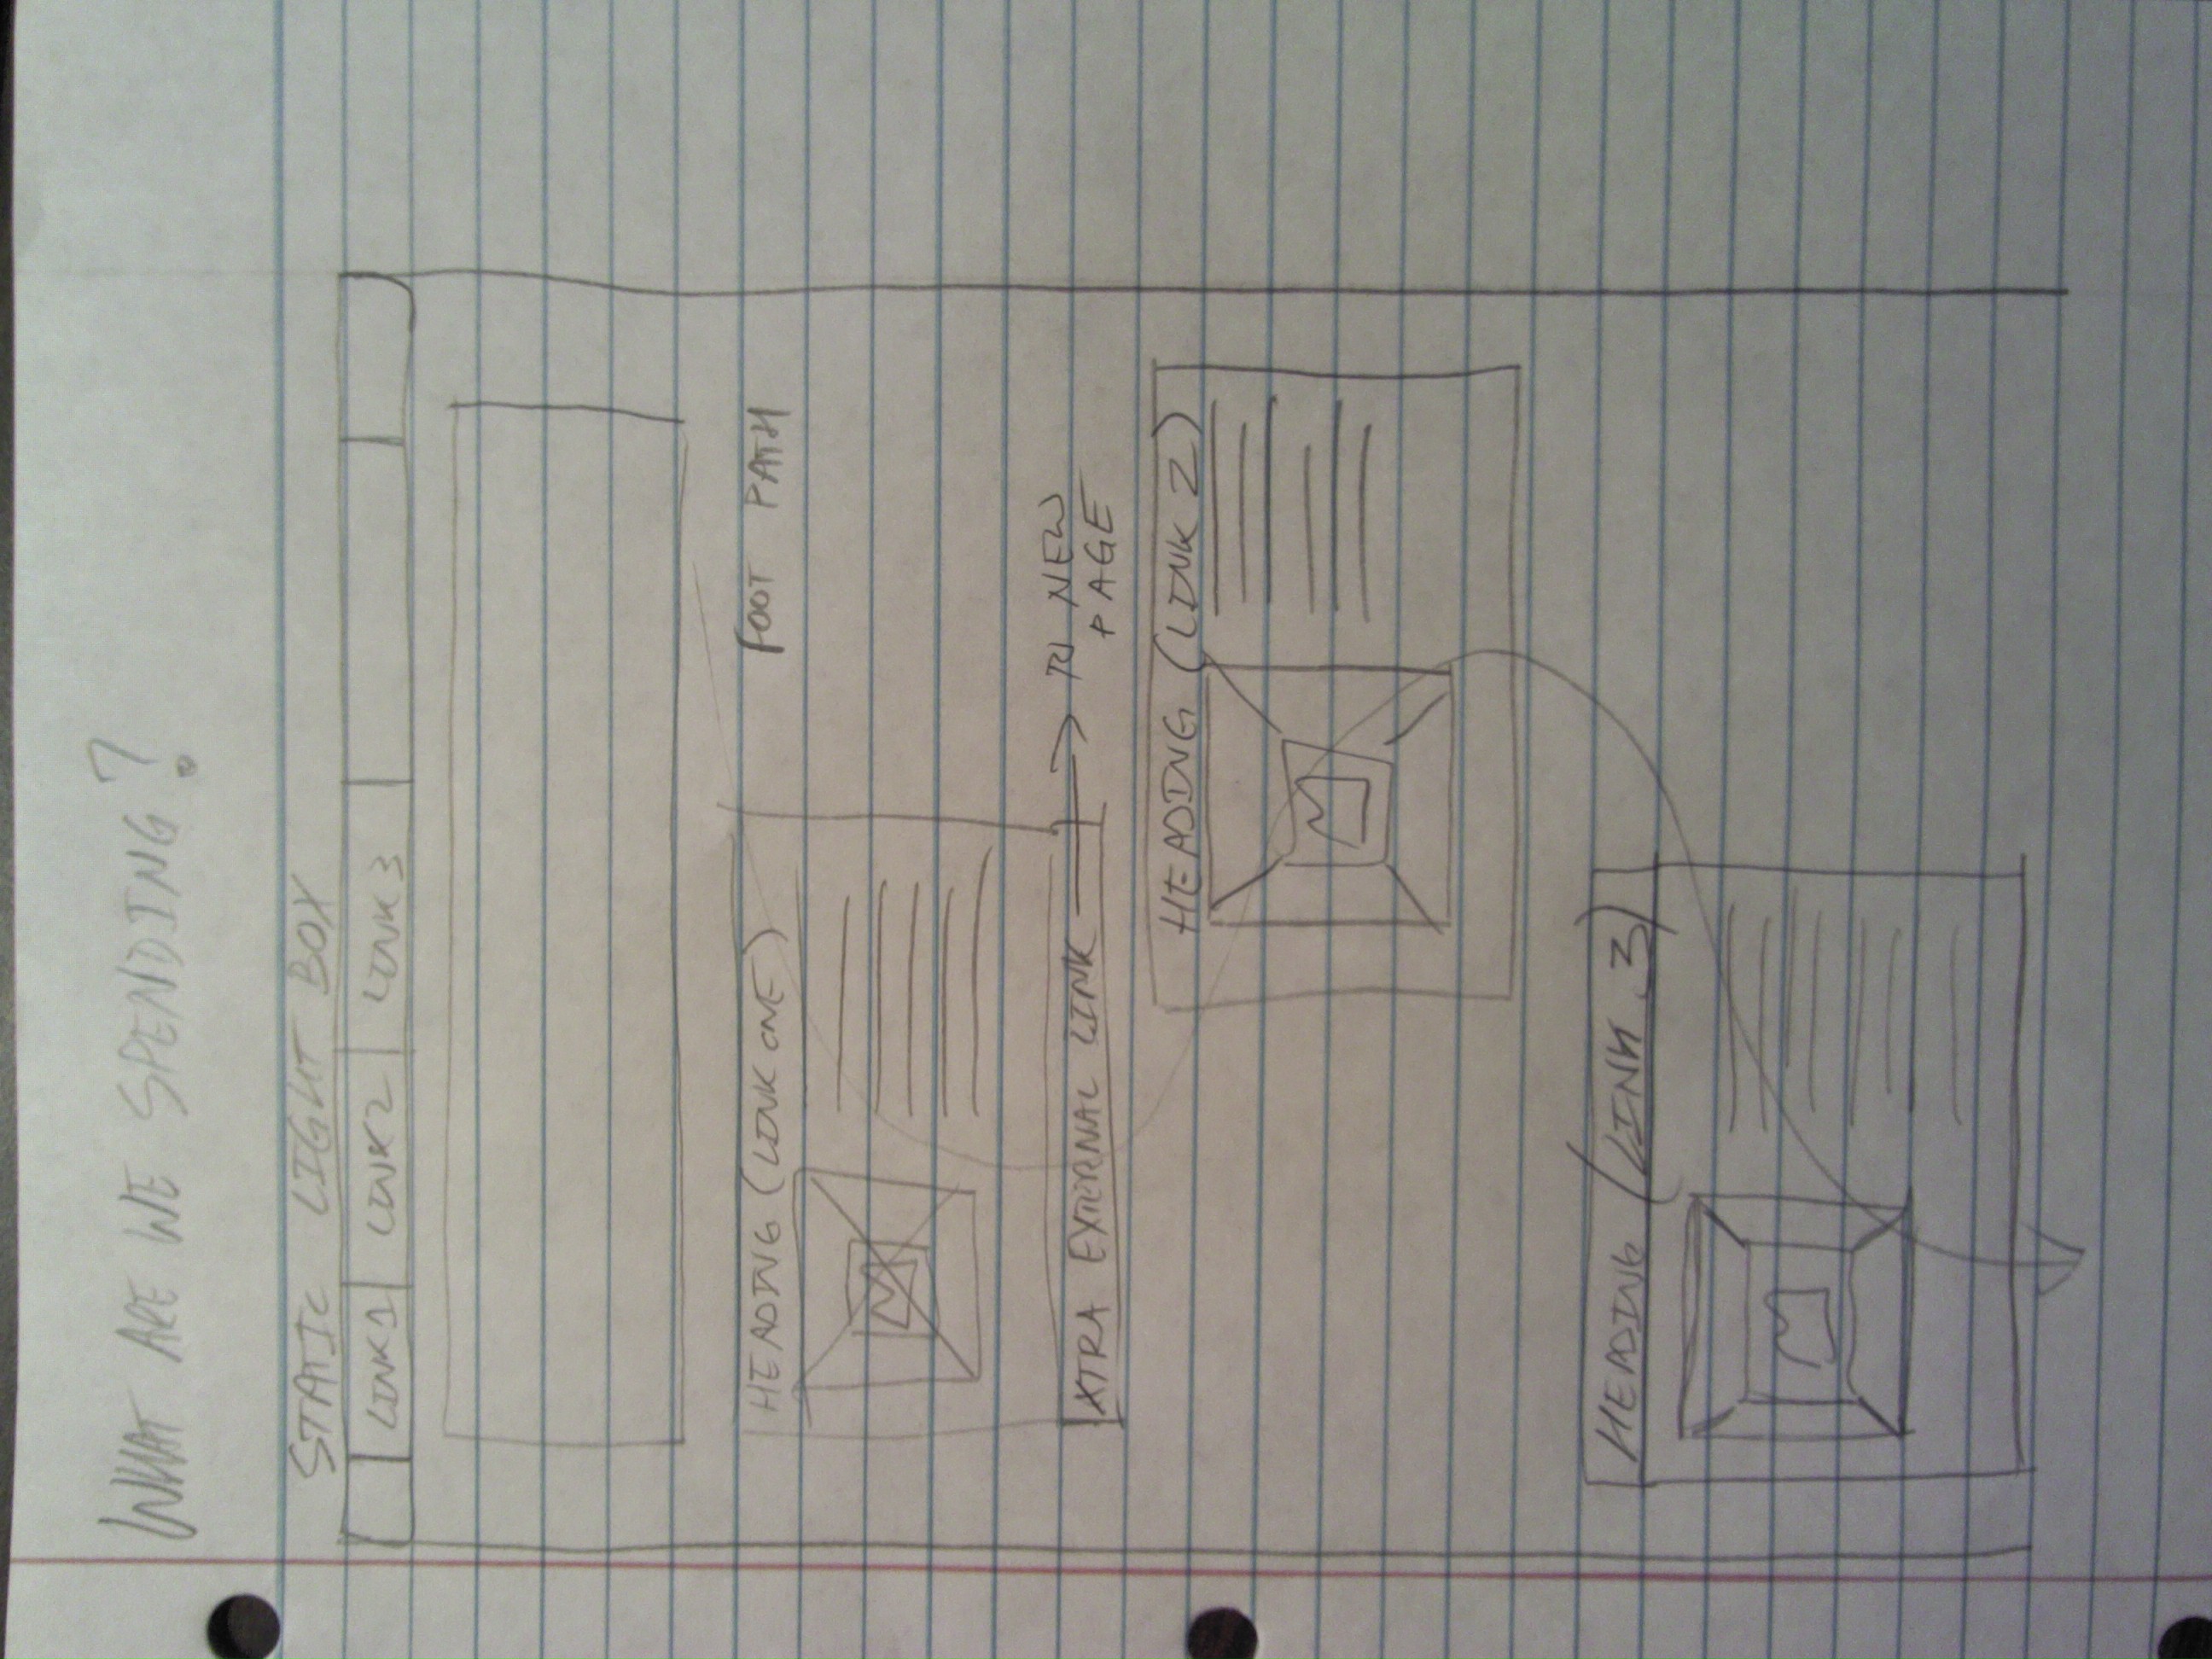 WHAT ARE WE SPENDING?
STATIC LIGHT BOX
LINK 1 LINK 2 LINK 3
HEADING (LINK ONE)
FOOT PATH
XTRA EXTERNAL LINK
TO NEW
PAGE
HEADING (LINK 2)
HEADING (LINK 3)